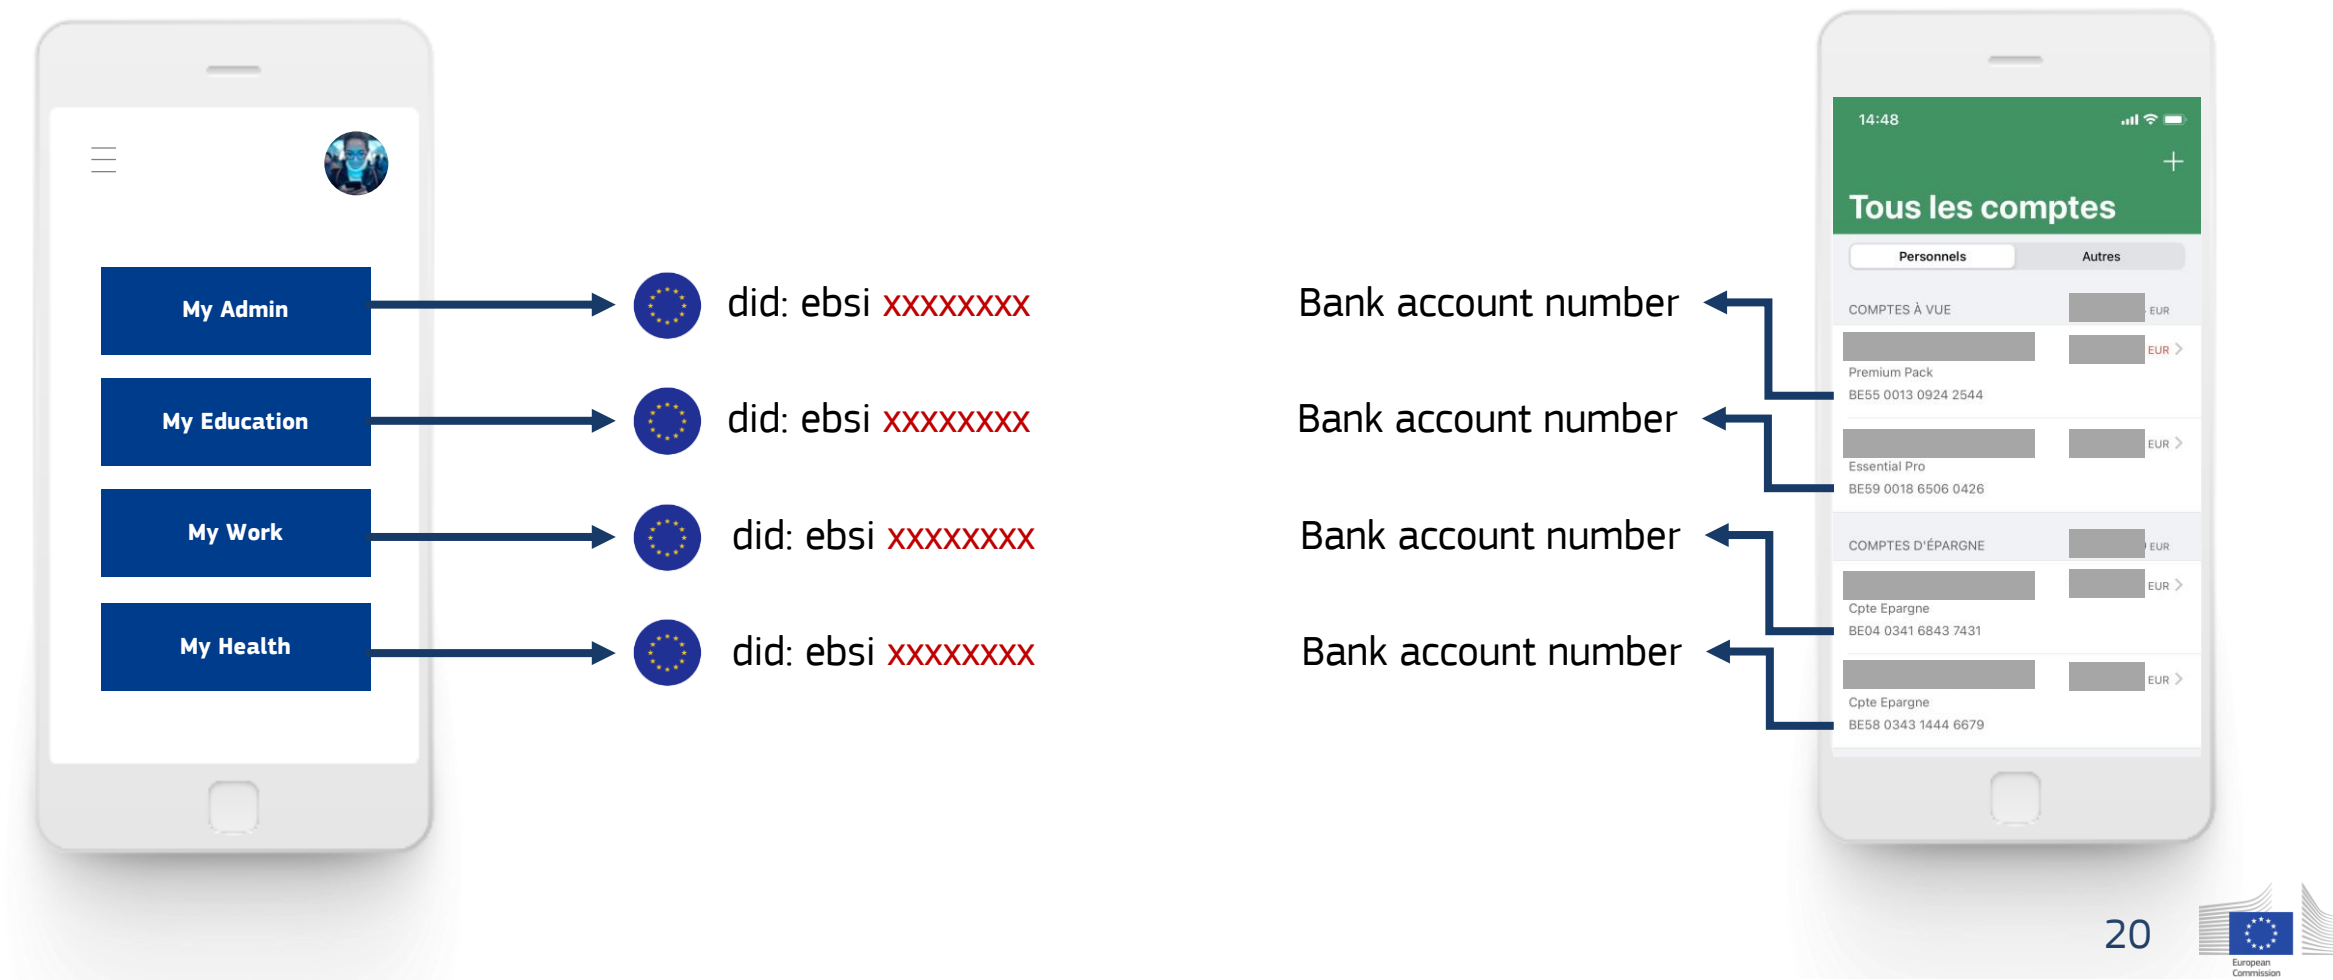 My Admin
did: ebsi xxxxxxxx
My Education
did: ebsi xxxxxxxx
My Work
did: ebsi xxxxxxxx
My Health
did: ebsi xxxxxxxx
Bank account number
Bank account number
Bank account number
Bank account number
14:48
Tous les comptes
Personnels Autres
COMPTES À VUE EUR
EUR
Premium Pack
BE55 0013 0924 2544
EUR
Essential Pro
BE59 0018 6506 0426
COMPTES D'ÉPARGNE EUR
EUR
Cpte Epargne
BE04 0341 6843 7431
EUR
Cpte Epargne
BE58 0343 1444 6679
20
European
Commission